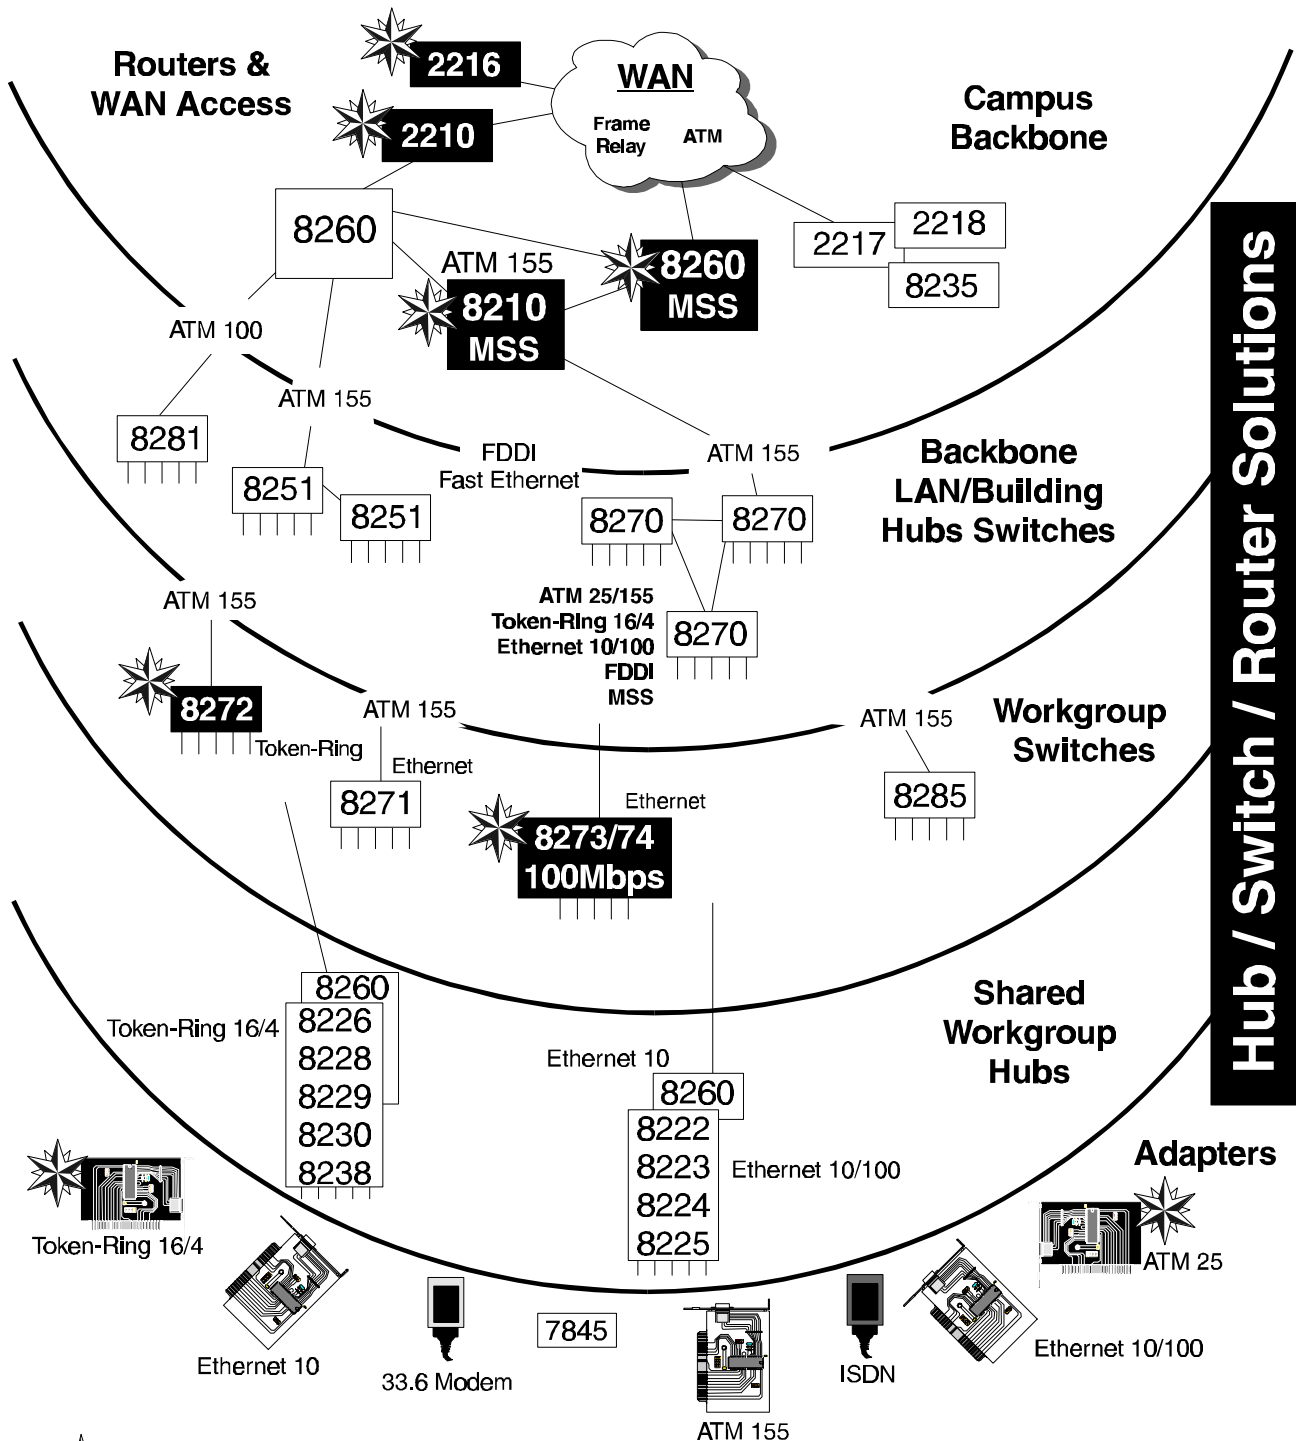 Routers &
WAN Access
2216
2210
WAN
Frame
Relay
ATM
Campus
Backbone
8260
ATM 155
8210
MSS
8260
MSS
2217
2218
8235
ATM 100
ATM 155
8281
8251
8251
FDDI
Fast Ethernet
ATM 155
8270
8270
8270
Backbone
LAN/Building
Hubs Switches
ATM 25/155
Token-RIng 16/4
Ethernet 10/100
FDDI
MSS
ATM 155
8272
Token-Ring
ATM 155
Ethernet
8271
Ethernet
8273/74
100Mbps
ATM 155
8285
Workgroup
Switches
8260
Token-Ring 16/4
8226
8228
8229
8230
8238
Ethernet 10
8260
8222
8223
8224
8225
Ethernet 10/100
Shared
Workgroup
Hubs
Hub / Switch / Router Solutions
Adapters
Token-Ring 16/4
Ethernet 10
33.6 Modem
7845
ATM 155
ISDN
Ethernet 10/100
ATM 25